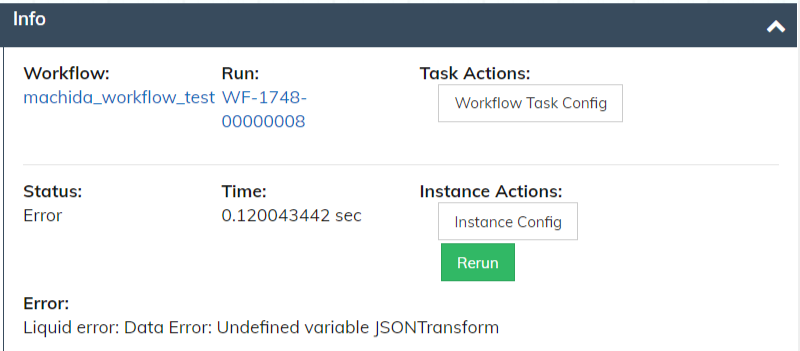 Info
Workflow:
machida_workflow_test
Run:
WF-1748-
00000008
Task Actions:
Workflow Task Config
Status:
Error
Time:
0.120043442 sec
Instance Actions:
Instance Config
Rerun
Error:
Liquid error: Data Error: Undefined variable JSONTransform